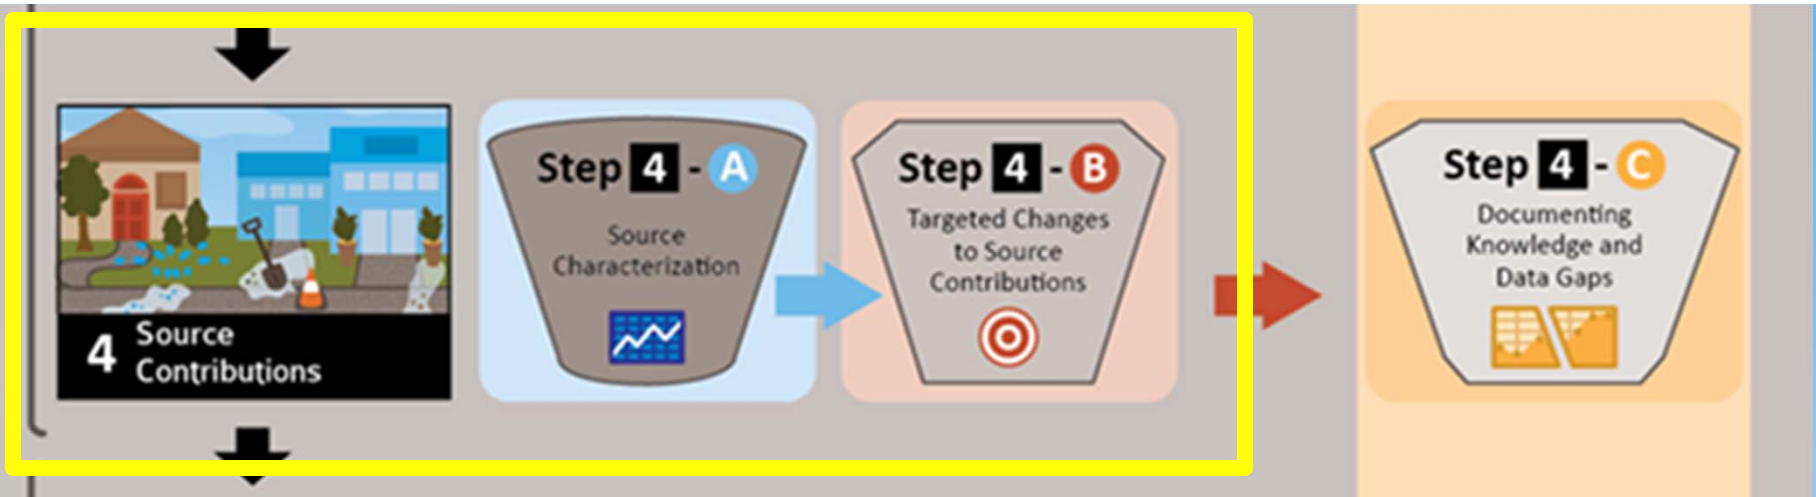 4 Source
Contributions
Step 4 - A
Source
Characterization
Step 4 - B
Targeted Changes
to Source
Contributions
Step 4 - C
Documenting
Knowledge and
Data Gaps